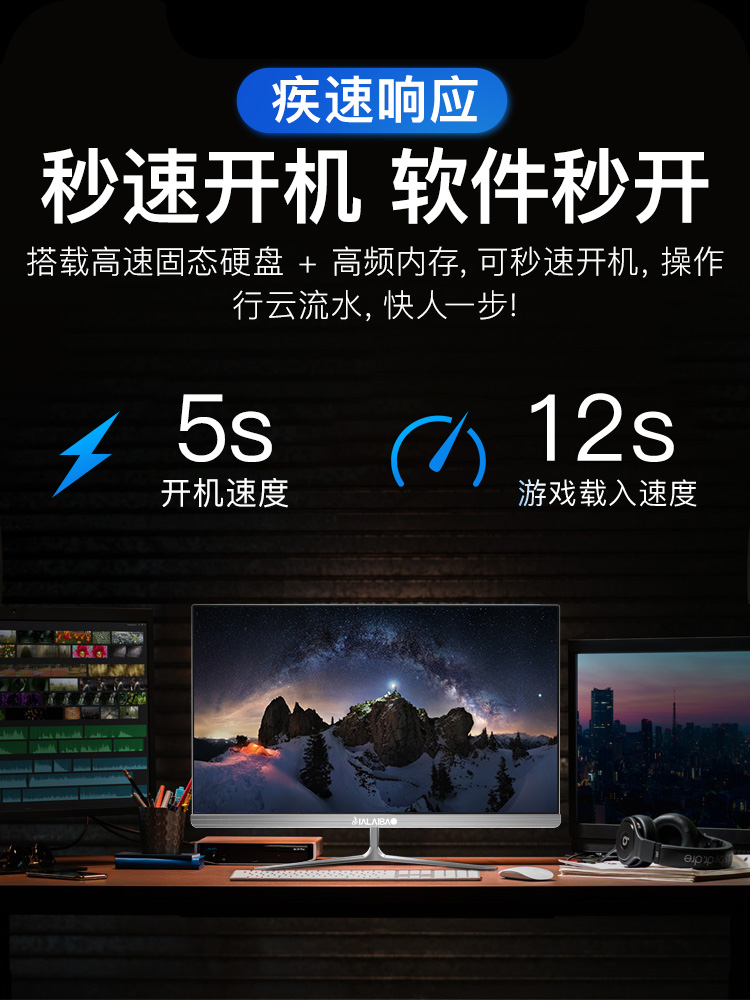 疾速响应
秒速开机 软件秒开
搭载高速固态硬盘 + 高频内存, 可秒速开机, 操作
行云流水, 快人一步!
5s
开机速度
12s
游戏载入速度
JALAIBAO